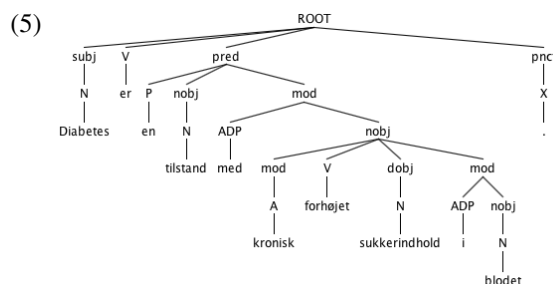 (5)
ROOT
subj V pred pnct
N er P nobj mod X
Diabetes en N ADP nobj .
tilstand med mod V dobj mod
A forhøjet N ADP nobj
kronisk sukkerindhold i N
blodet